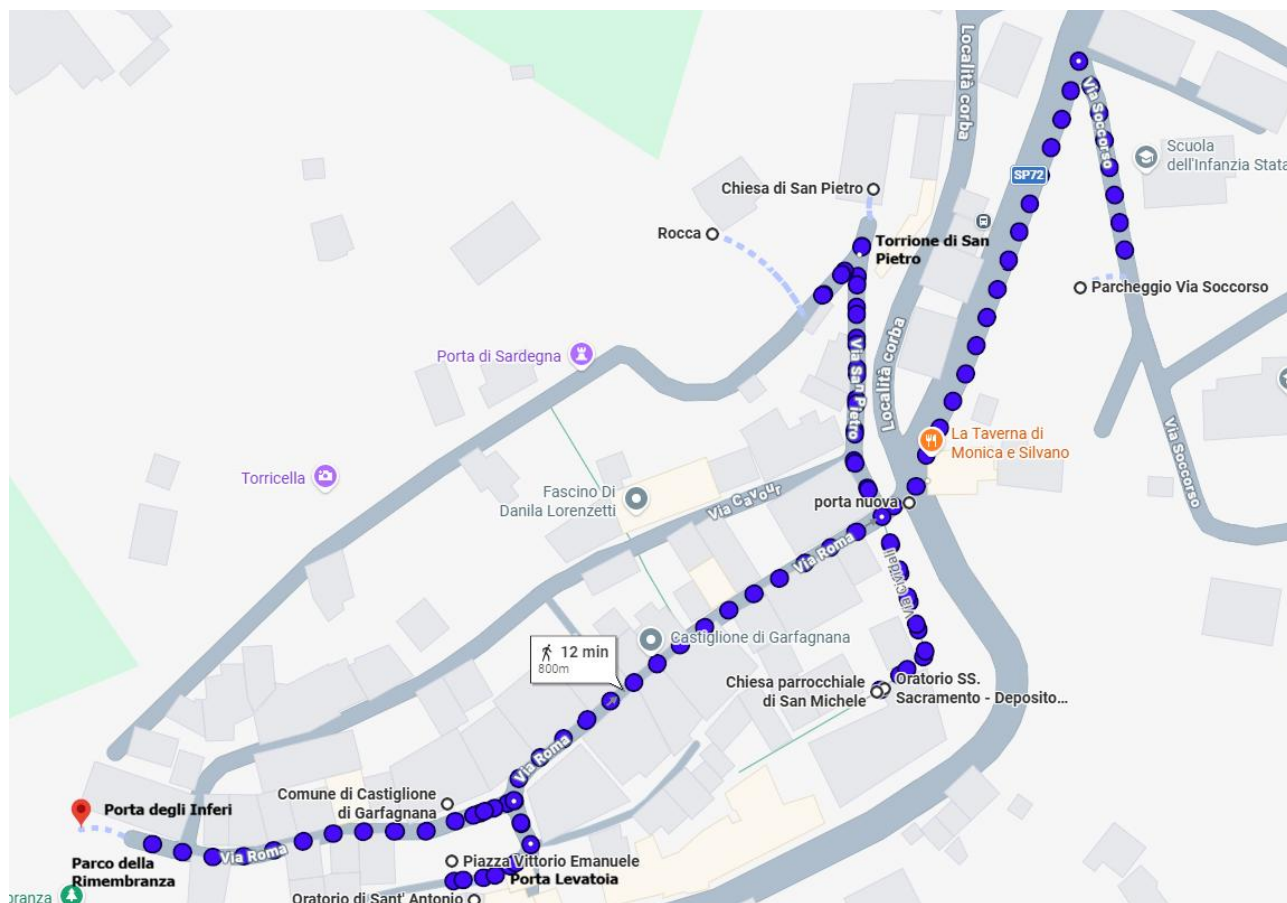 Località corba
Via Soccorso
Scuola
dell'Infanzia Stata
SP72
Chiesa di San Pietro
Rocca
Torrione di San
Pietro
Parcheggio Via Soccorso
Località corba
Via San Pietro
Porta di Sardegna
La Taverna di
Monica e Silvano
Via Soccorso
Torricella
Fascino Di
Danila Lorenzetti
Via Cavour
porta nuova
Via Roma
Via Cividali
12 min
800m
Castiglione di Garfagnana
Chiesa parrocchiale
di San Michele
Oratorio SS.
Sacramento - Deposito...
Via Roma
Comune di Castiglione
di Garfagnana
Porta degli Inferi
Via Roma
Parco della
Rimembranza
Piazza Vittorio Emanuele
Porta Levatoia
Oratorio di Sant' Antonio
branza